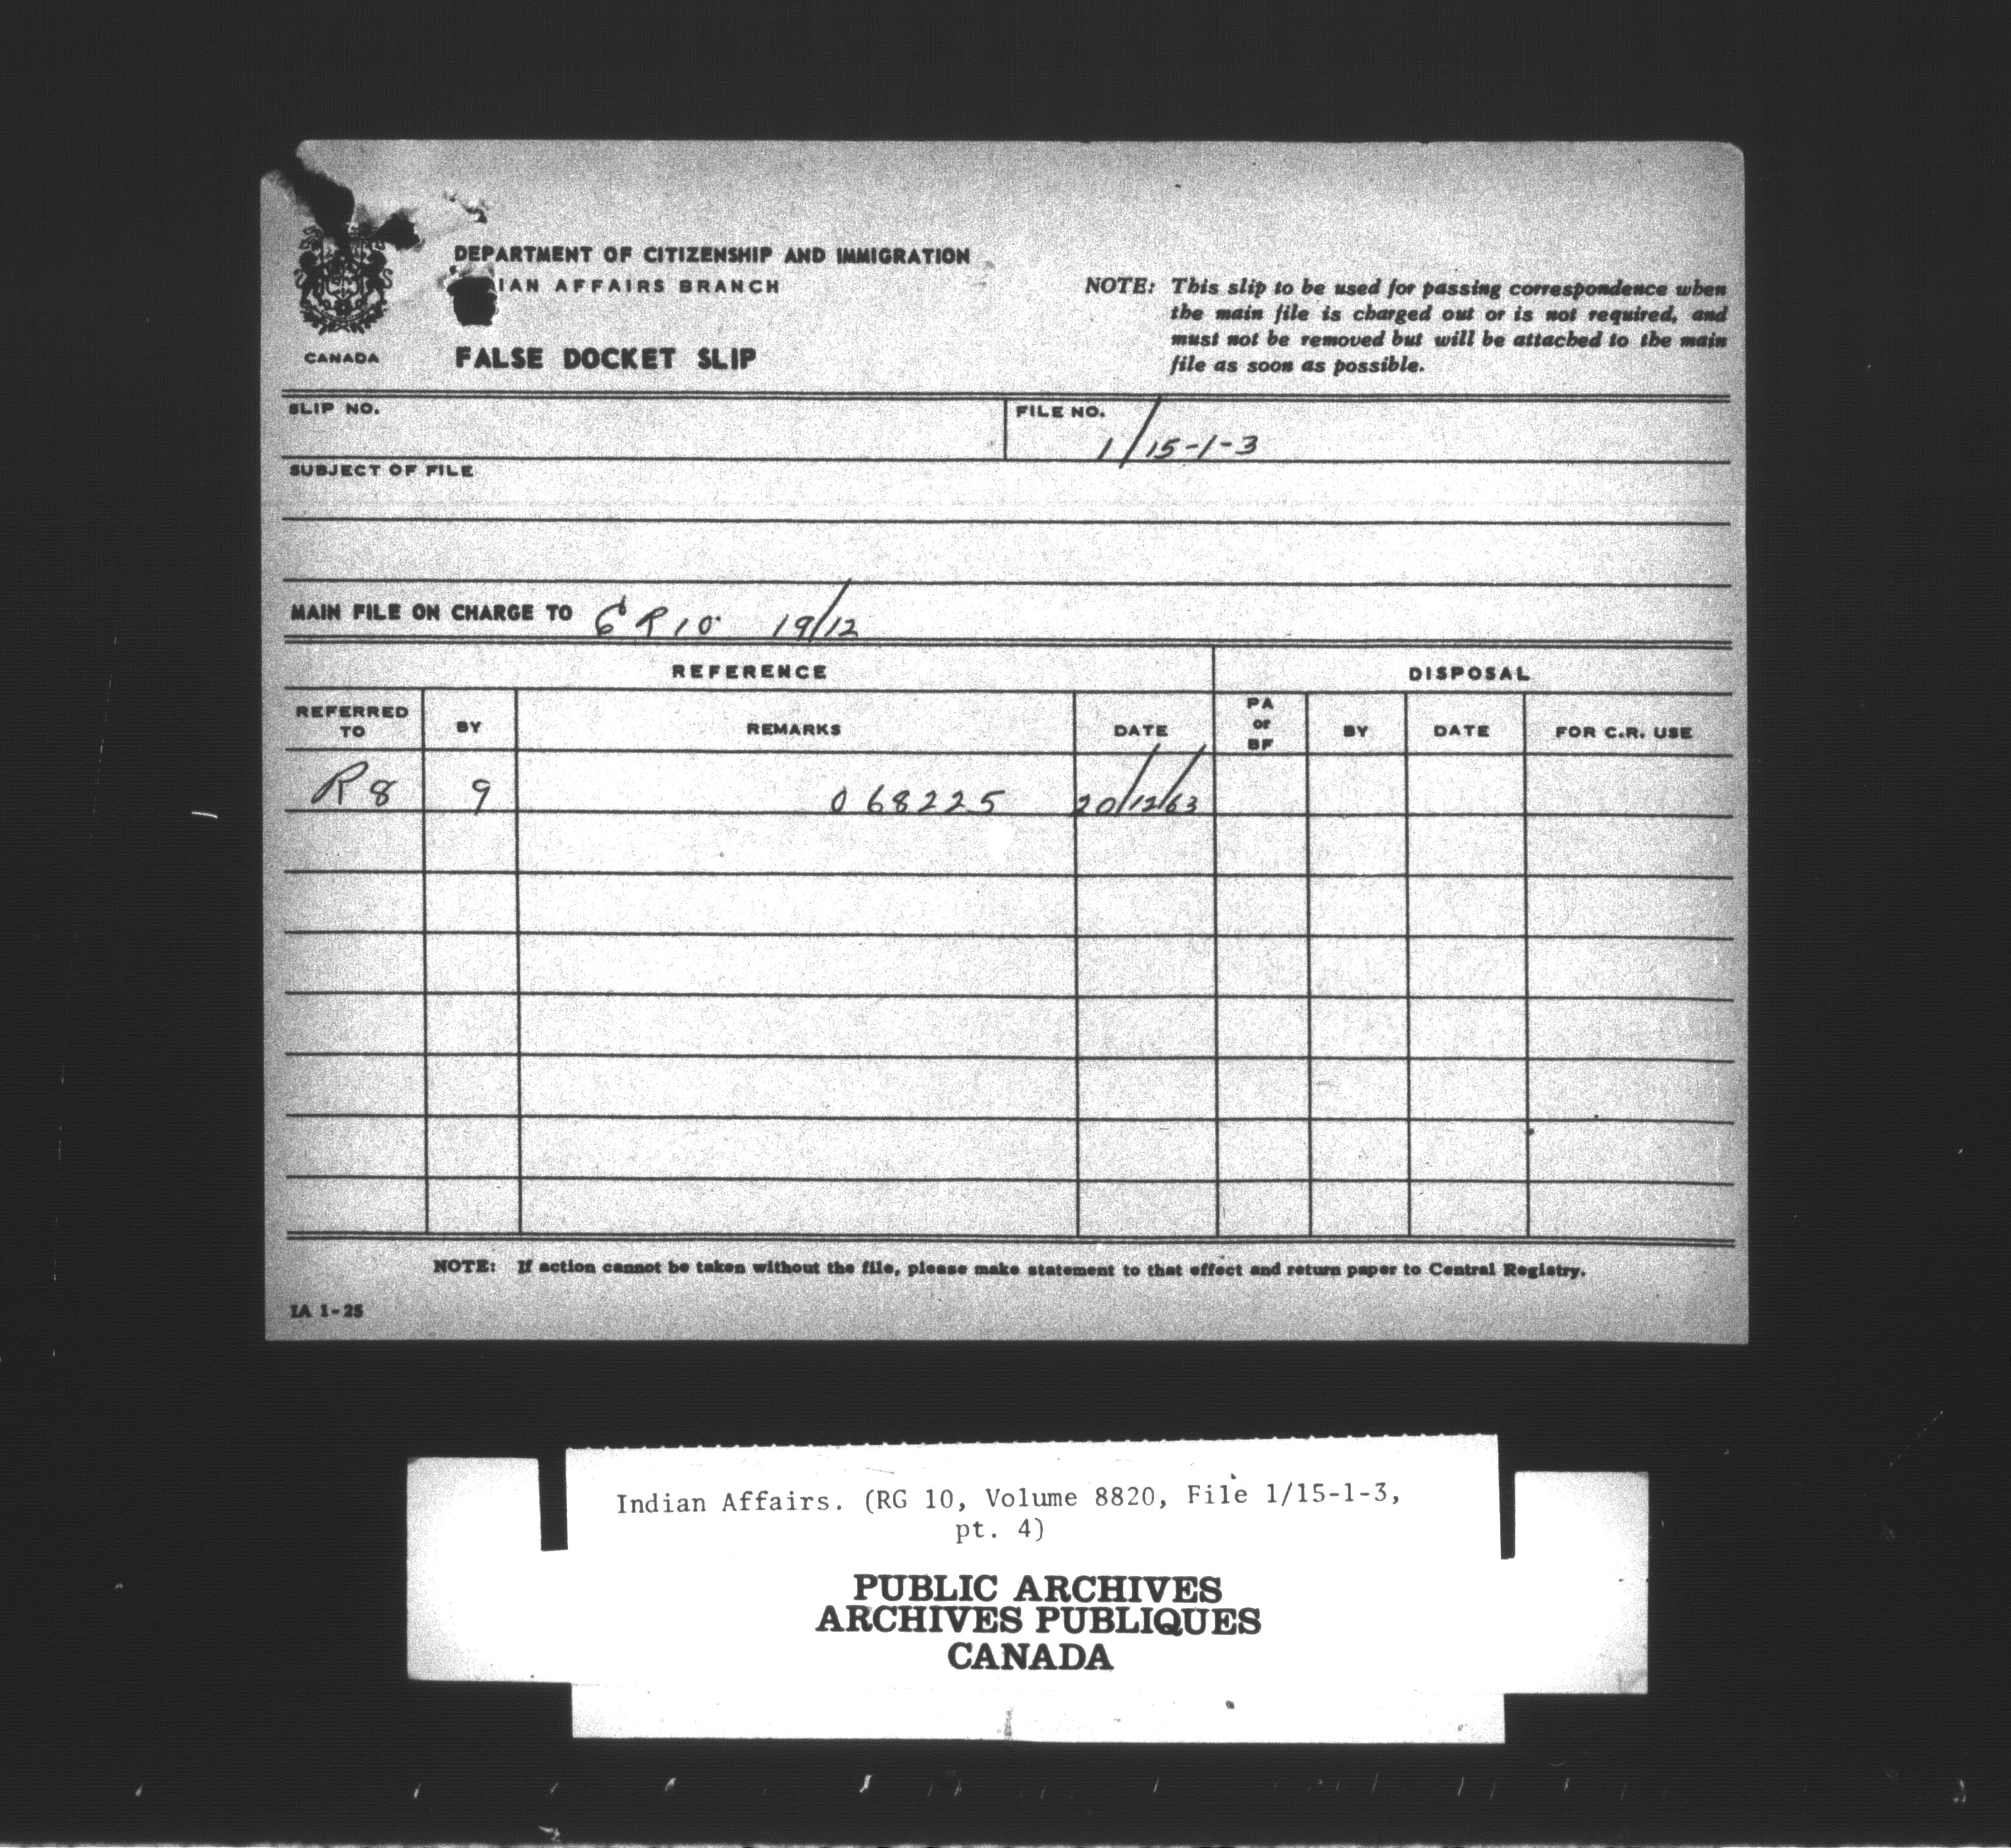 DEPARTMENT OF CITIZENSHIP AND IMMIGRATION
IAN AFFAIRS BRANCH
CANADA
FALSE DOCKET SLIP
NOTE: This slip to be used for passing correspondence when
the main file is charged out or is not required, and
must not be removed but will be attached to the main
file as soon as possible.
SLIP NO.
FILE NO.
1/15-1-3
SUBJECT OF FILE
MAIN FILE ON CHARGE TO R10 19/12
REFERENCE
DISPOSAL
REFERRED
TO
BY
REMARKS
DATE
PA
or
BF
BY
DATE
FOR C.R. USE
R8 9 068225 20/12/63
NOTE: If action cannot be taken without the file, please make statement to that effect and return paper to Central Registry.
IA 1-25
Indian Affairs. (RG 10, Volume 8820, File 1/15-1-3,
pt. 4)
PUBLIC ARCHIVES
ARCHIVES PUBLIQUES
CANADA